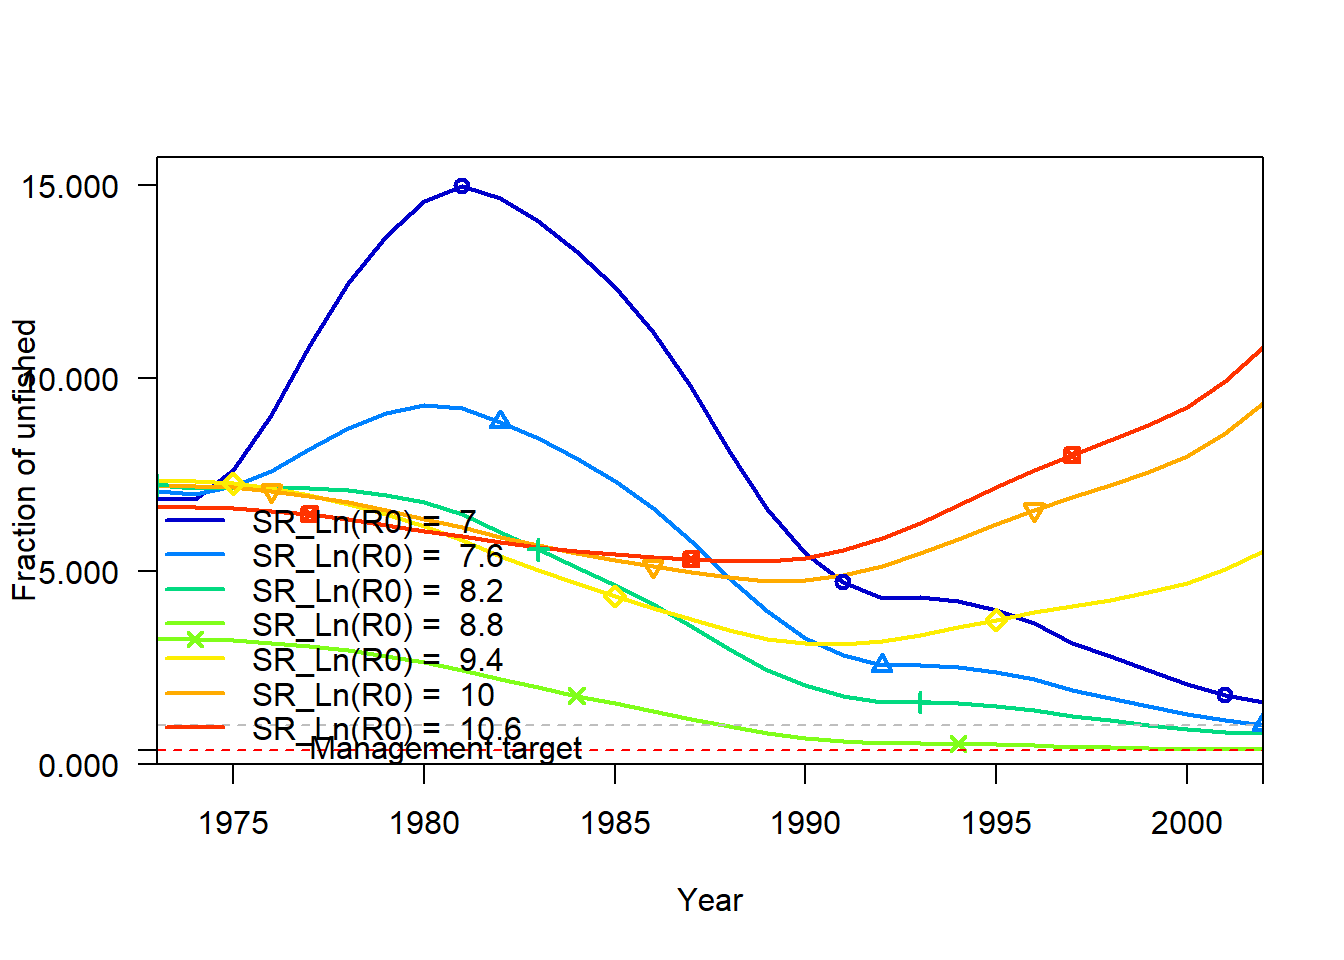 15.000
10.000
5.000
0.000
Fraction of unfished
SR_Ln(R0) = 7
SR_Ln(R0) = 7.6
SR_Ln(R0) = 8.2
SR_Ln(R0) = 8.8
SR_Ln(R0) = 9.4
SR_Ln(R0) = 10
SR_Ln(R0) = 10.6
Management target
1975 1980 1985 1990 1995 2000
Year